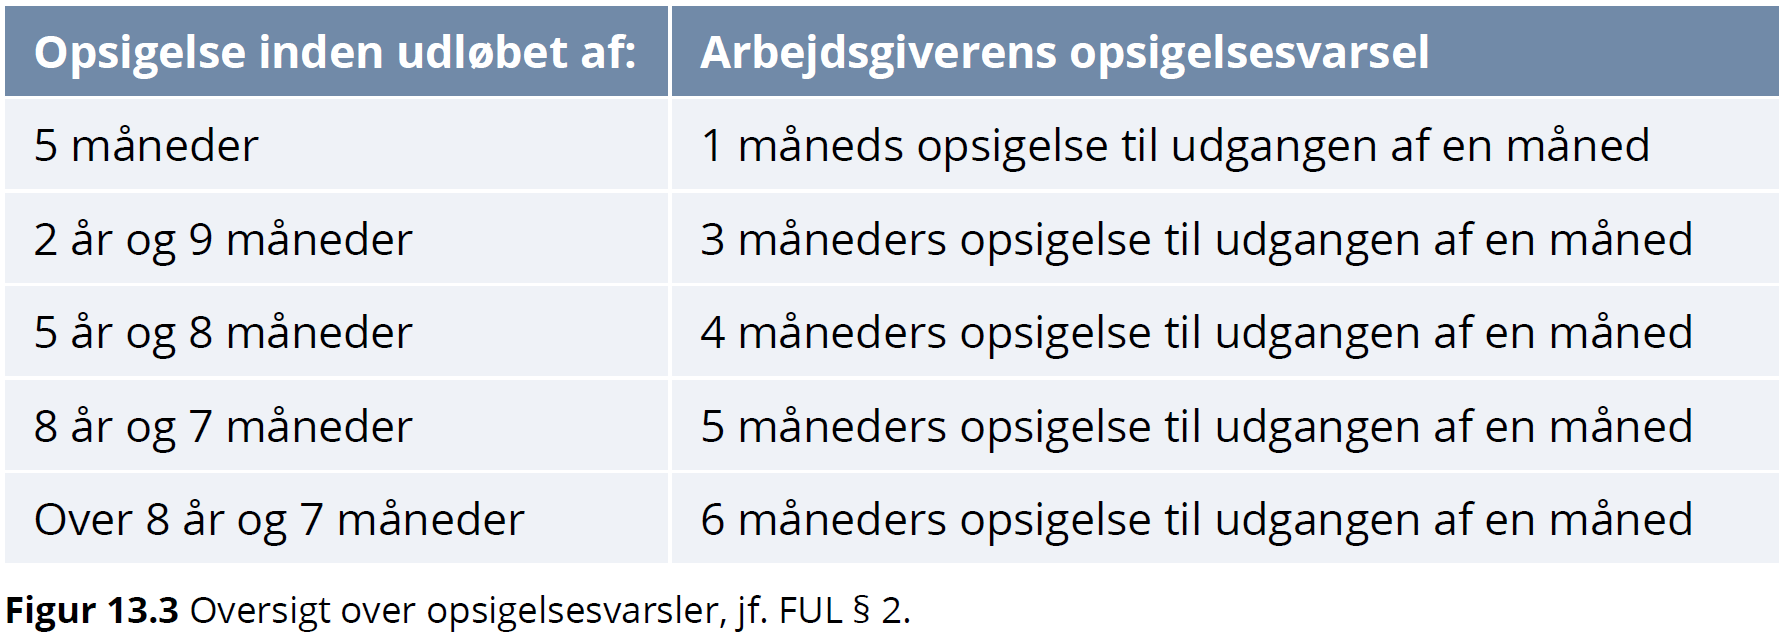 Opsigelse inden udløbet af: Arbejdsgiverens opsigelsesvarsel
5 måneder 1 måneds opsigelse til udgangen af en måned
2 år og 9 måneder 3 måneders opsigelse til udgangen af en måned
5 år og 8 måneder 4 måneders opsigelse til udgangen af en måned
8 år og 7 måneder 5 måneders opsigelse til udgangen af en måned
Over 8 år og 7 måneder 6 måneders opsigelse til udgangen af en måned
Figur 13.3 Oversigt over opsigelsesvarsler, jf. FUL § 2.